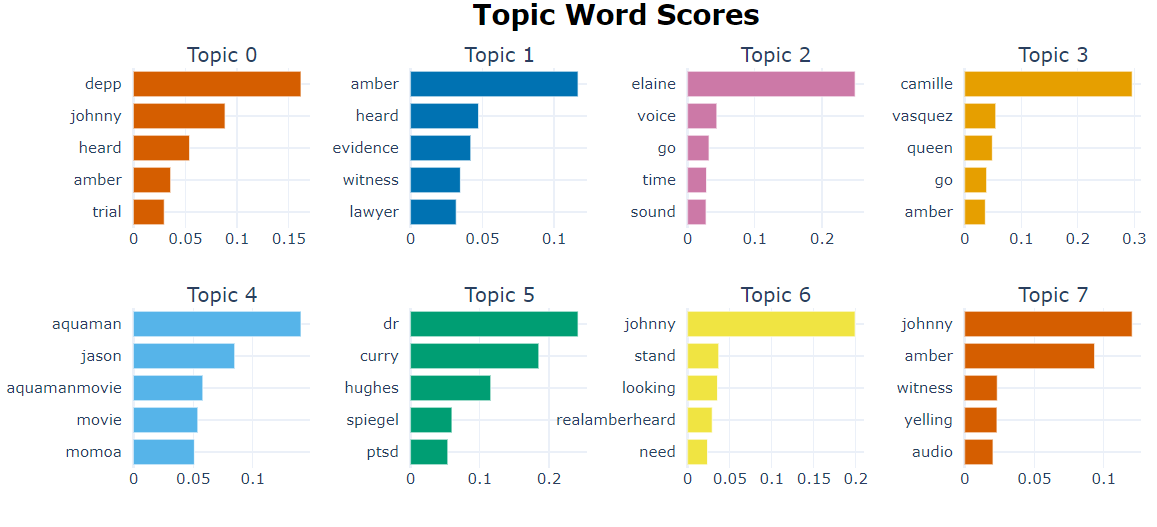 Topic Word Scores
Topic 0
depp
johnny
heard
amber
trial
0 0.05 0.1 0.15
Topic 1
amber
heard
evidence
witness
lawyer
0 0.05 0.1
Topic 2
elaine
voice
go
time
sound
0 0.1 0.2
Topic 3
camille
vasquez
queen
go
amber
0 0.1 0.2 0.3
Topic 4
aquaman
jason
aquamanmovie
movie
momoa
0 0.05 0.1
Topic 5
dr
curry
hughes
spiegel
ptsd
0 0.1 0.2
Topic 6
johnny
stand
looking
realamberheard
need
0 0.05 0.1 0.15 0.2
Topic 7
johnny
amber
witness
yelling
audio
0 0.1